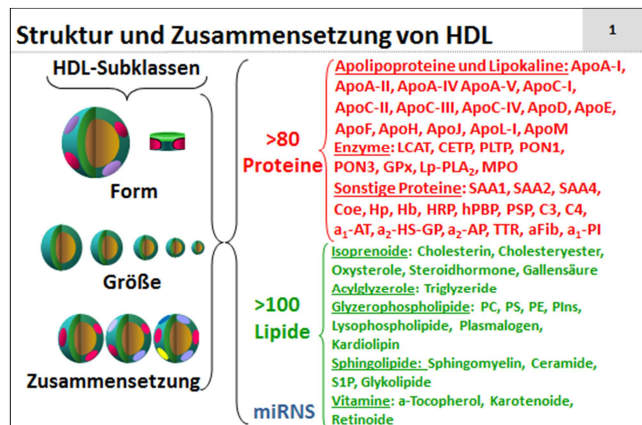 Struktur und Zusammensetzung von HDL
1
HDL-Subklassen
Form
Größe
Zusammensetzung
>80
Proteine
>100
Lipide
miRNS
Apolipoproteine und Lipokaline: ApoA-I,
ApoA-II, ApoA-IV ApoA-V, ApoC-I,
ApoC-II, ApoC-III, ApoC-IV, ApoD, ApoE,
ApoF, ApoH, ApoJ, ApoL-I, ApoM
Enzyme: LCAT, CETP, PLTP, PON1,
PON3, GPx, Lp-PLA₂, MPO
Sonstige Proteine: SAA1, SAA2, SAA4,
Coe, Hp, Hb, HRP, hPBP, PSP, C3, C4,
a₁-AT, a₂-HS-GP, a₂-AP, TTR, aFib, a₁-PI
Isoprenoide: Cholesterin, Cholesteryester,
Oxysterole, Steroidhormone, Gallensäure
Acylglyzerole: Triglyzeride
Glyzerophospholipide: PC, PS, PE, PIns,
Lysophospholipide, Plasmalogen,
Kardiolipin
Sphingolipide: Sphingomyelin, Ceramide,
S1P, Glykolipide
Vitamine: a-Tocopherol, Karotenoide,
Retinoide